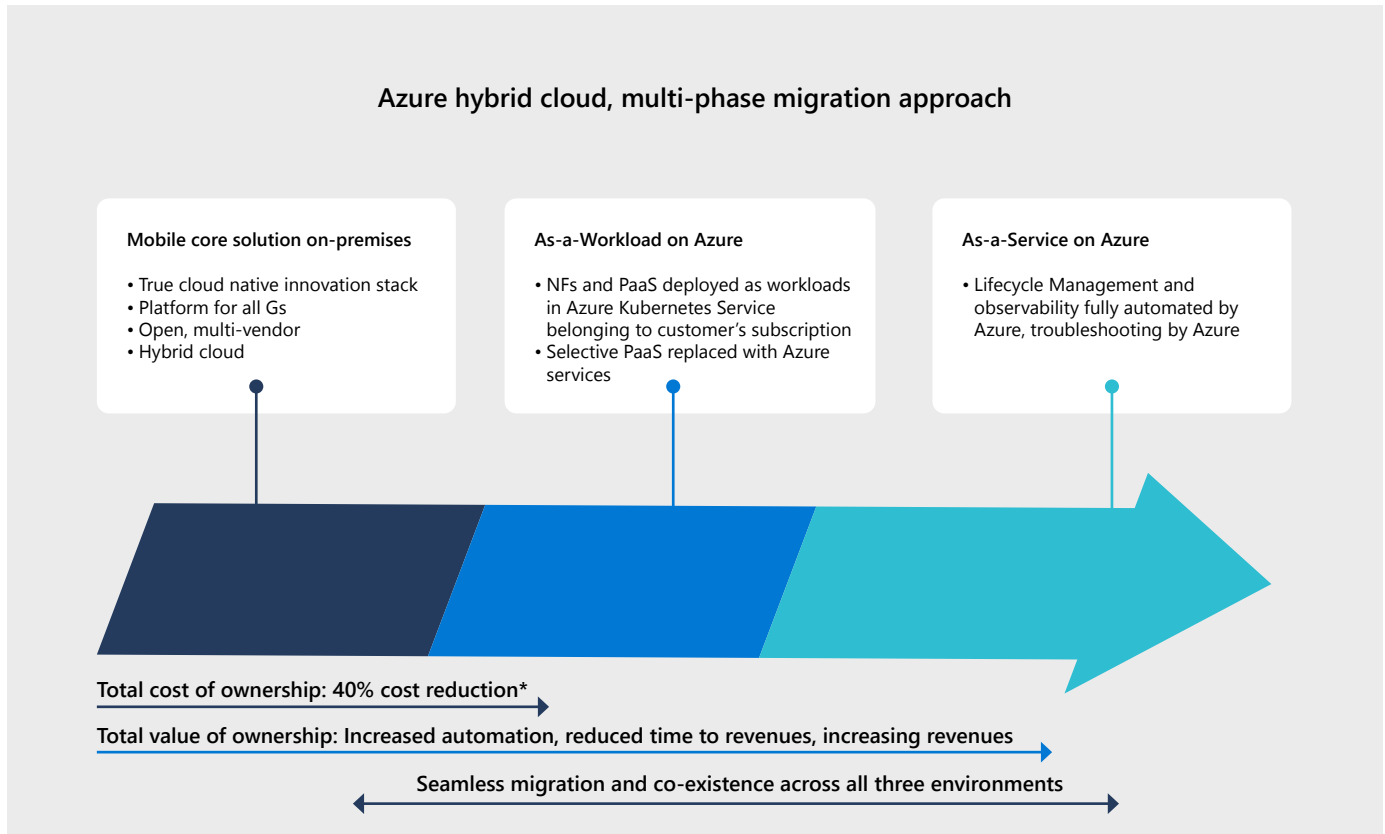 Azure hybrid cloud, multi-phase migration approach
Mobile core solution on-premises
• True cloud native innovation stack
• Platform for all Gs
• Open, multi-vendor
• Hybrid cloud
As-a-Workload on Azure
• NFs and PaaS deployed as workloads
in Azure Kubernetes Service
belonging to customer’s subscription
• Selective PaaS replaced with Azure
services
As-a-Service on Azure
• Lifecycle Management and
observability fully automated by
Azure, troubleshooting by Azure
Total cost of ownership: 40% cost reduction*
Total value of ownership: Increased automation, reduced time to revenues, increasing revenues
Seamless migration and co-existence across all three environments